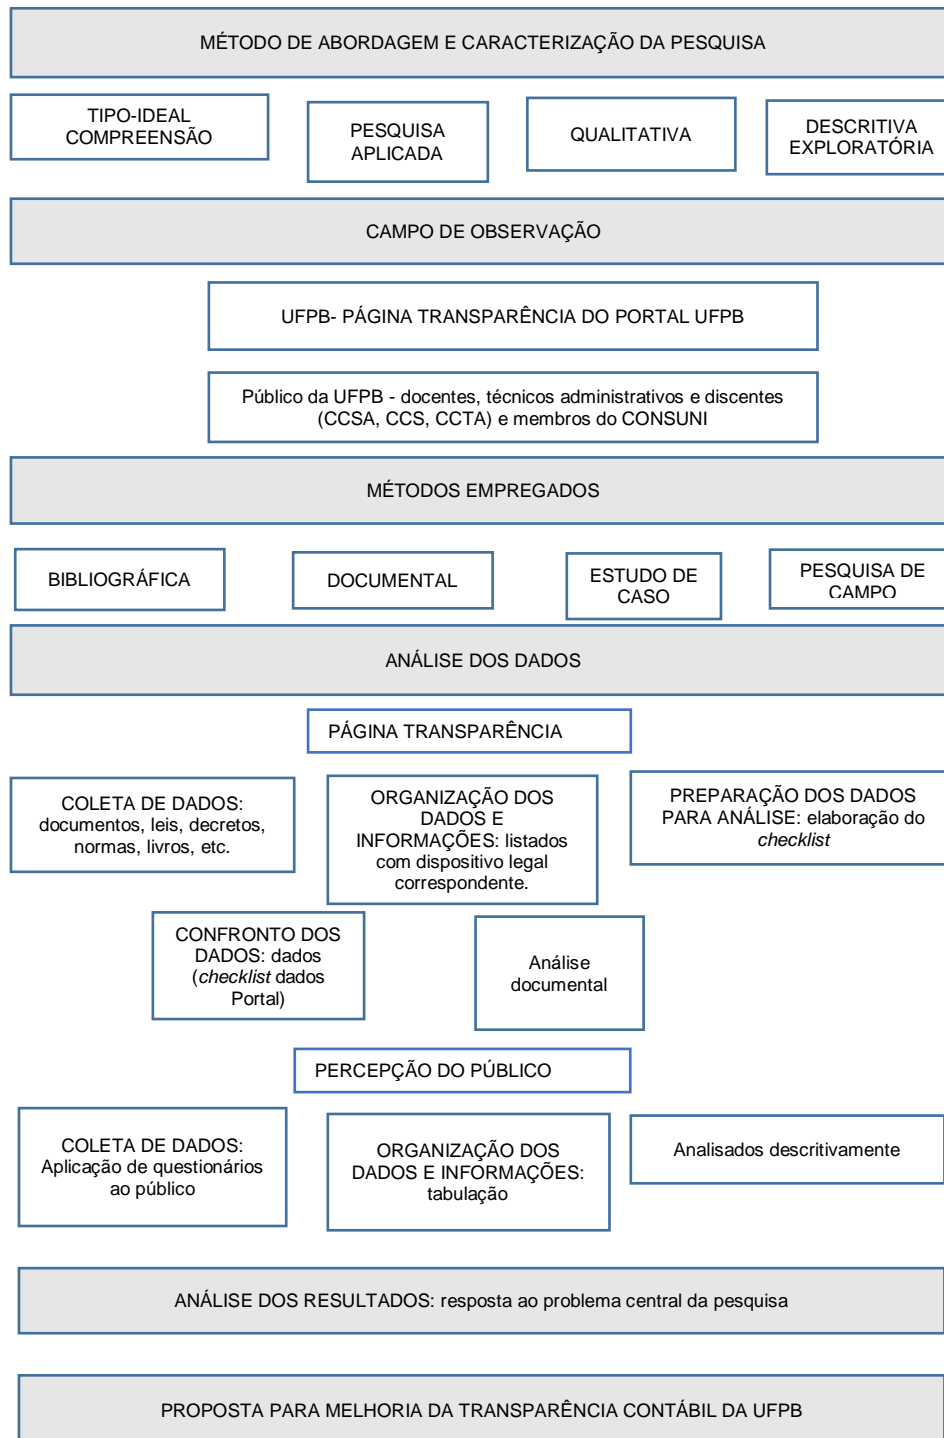 MÉTODO DE ABORDAGEM E CARACTERIZAÇÃO DA PESQUISA
TIPO-IDEAL
COMPREENSÃO
PESQUISA
APLICADA
QUALITATIVA
DESCRITIVA
EXPLORATÓRIA
CAMPO DE OBSERVAÇÃO
UFPB- PÁGINA TRANSPARÊNCIA DO PORTAL UFPB
Público da UFPB - docentes, técnicos administrativos e discentes
(CCSA, CCS, CCTA) e membros do CONSUNI
MÉTODOS EMPREGADOS
BIBLIOGRÁFICA
DOCUMENTAL
ESTUDO DE
CASO
PESQUISA DE
CAMPO
ANÁLISE DOS DADOS
PÁGINA TRANSPARÊNCIA
COLETA DE DADOS:
documentos, leis, decretos,
normas, livros, etc.
ORGANIZAÇÃO DOS
DADOS E
INFORMAÇÕES: listados
com dispositivo legal
correspondente.
PREPARAÇÃO DOS DADOS
PARA ANÁLISE: elaboração do
checklist
CONFRONTO DOS
DADOS: dados
(checklist dados
Portal)
Análise
documental
PERCEPÇÃO DO PÚBLICO
COLETA DE DADOS:
Aplicação de questionários
ao público
ORGANIZAÇÃO DOS
DADOS E INFORMAÇÕES:
tabulação
Analisados descritivamente
ANÁLISE DOS RESULTADOS: resposta ao problema central da pesquisa
PROPOSTA PARA MELHORIA DA TRANSPARÊNCIA CONTÁBIL DA UFPB